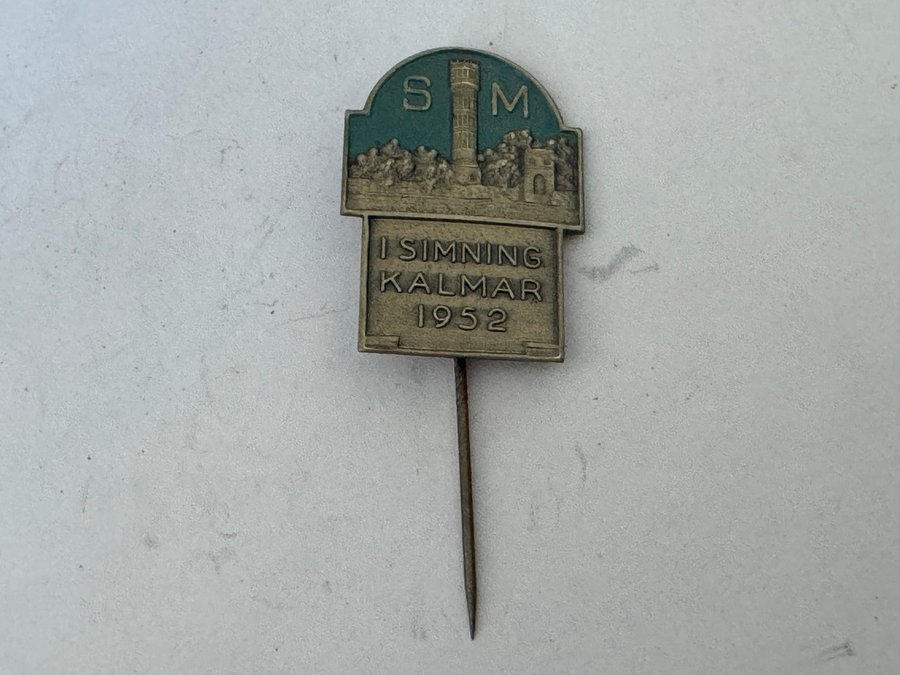 S M
I SIMNING
KALMAR
1952